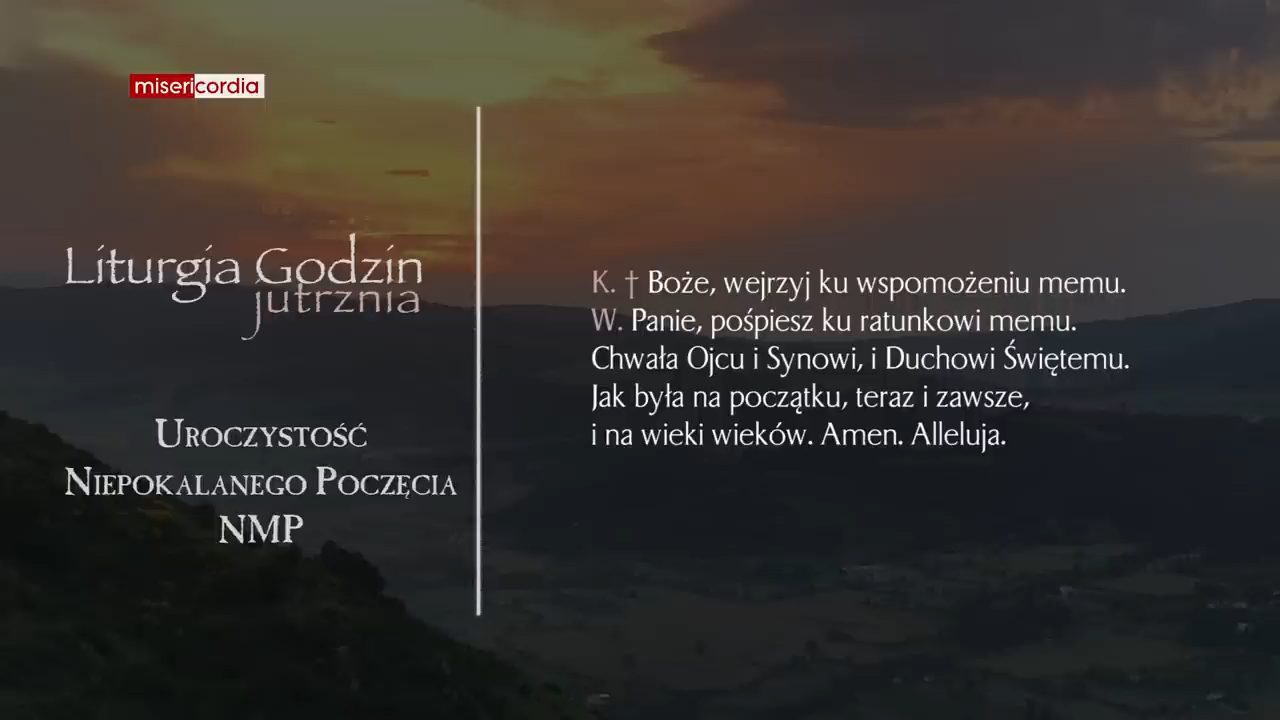 misericordia
Liturgia Godzin
jutrznia
Uroczystość
Niepokalanego Poczęcia
NMP
K. † Boże, wejrzyj ku wspomożeniu memu.
W. Panie, pośpiesz ku ratunkowi memu.
Chwała Ojcu i Synowi, i Duchowi Świętemu.
Jak była na początku, teraz i zawsze,
i na wieki wieków. Amen. Alleluja.